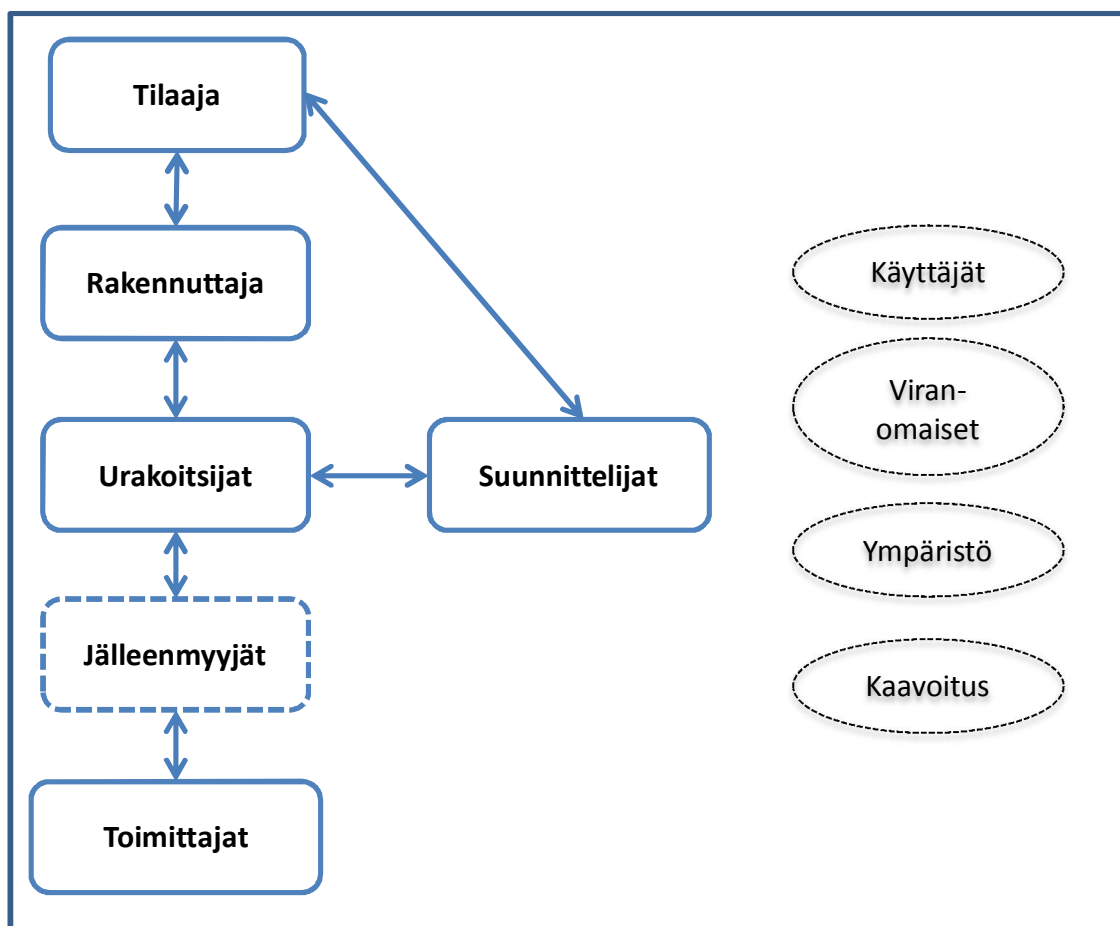 Tilaaja
Rakennuttaja
Urakoitsijat
Suunnittelijat
Jälleenmyyjät
Toimittajat
Käyttäjät
Viran-
omaiset
Ympäristö
Kaavoitus